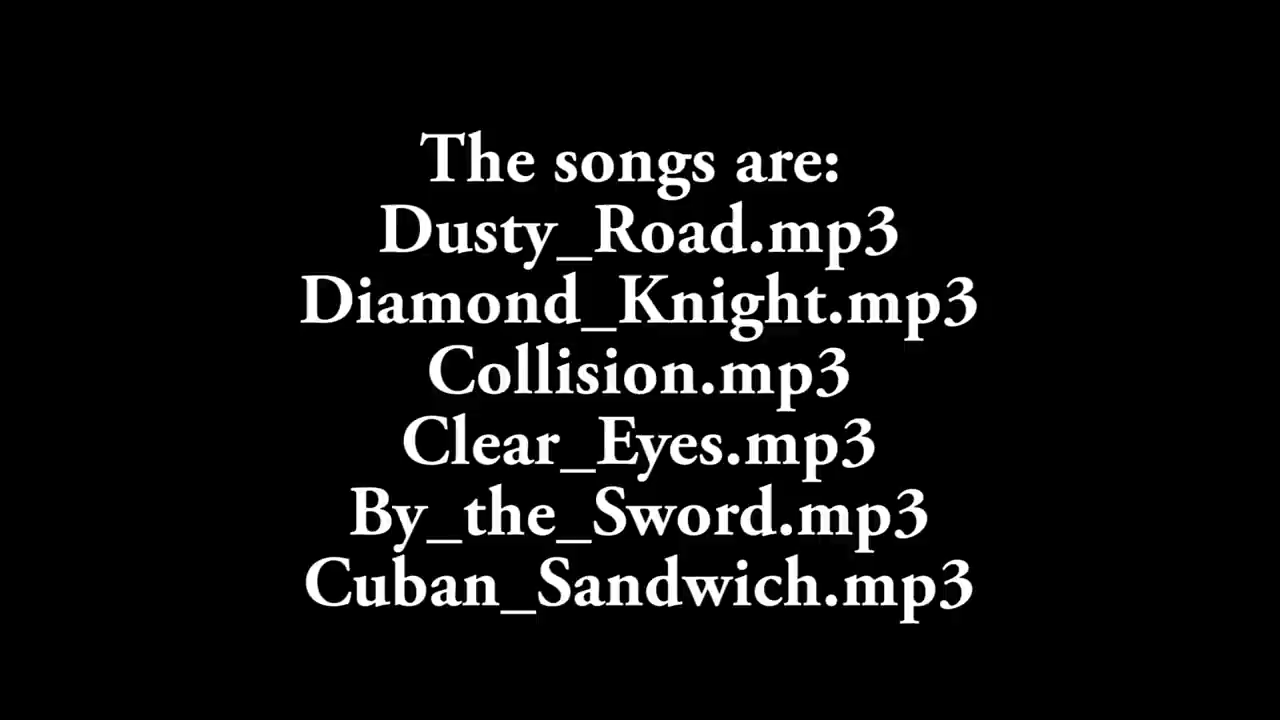 The songs are:
Dusty_Road.mp3
Diamond_Knight.mp3
Collision.mp3
Clear_Eyes.mp3
By_the_Sword.mp3
Cuban_Sandwich.mp3